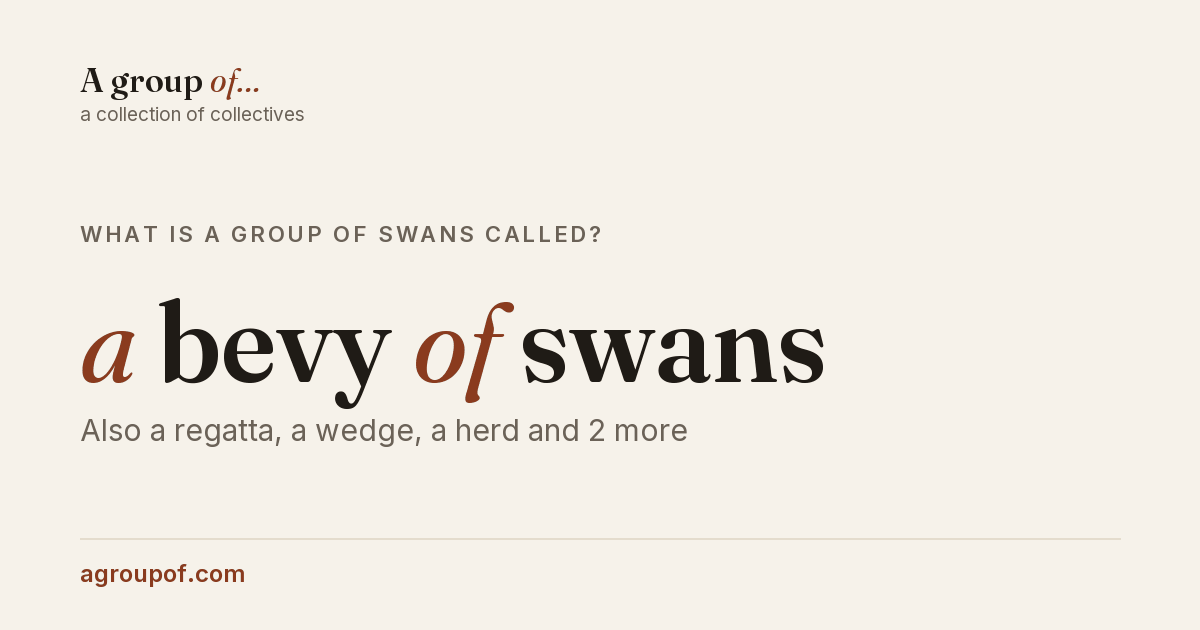 A group of...
a collection of collectives
WHAT IS A GROUP OF SWANS CALLED?
a bevy of swans
Also a regatta, a wedge, a herd and 2 more
agroupof.com